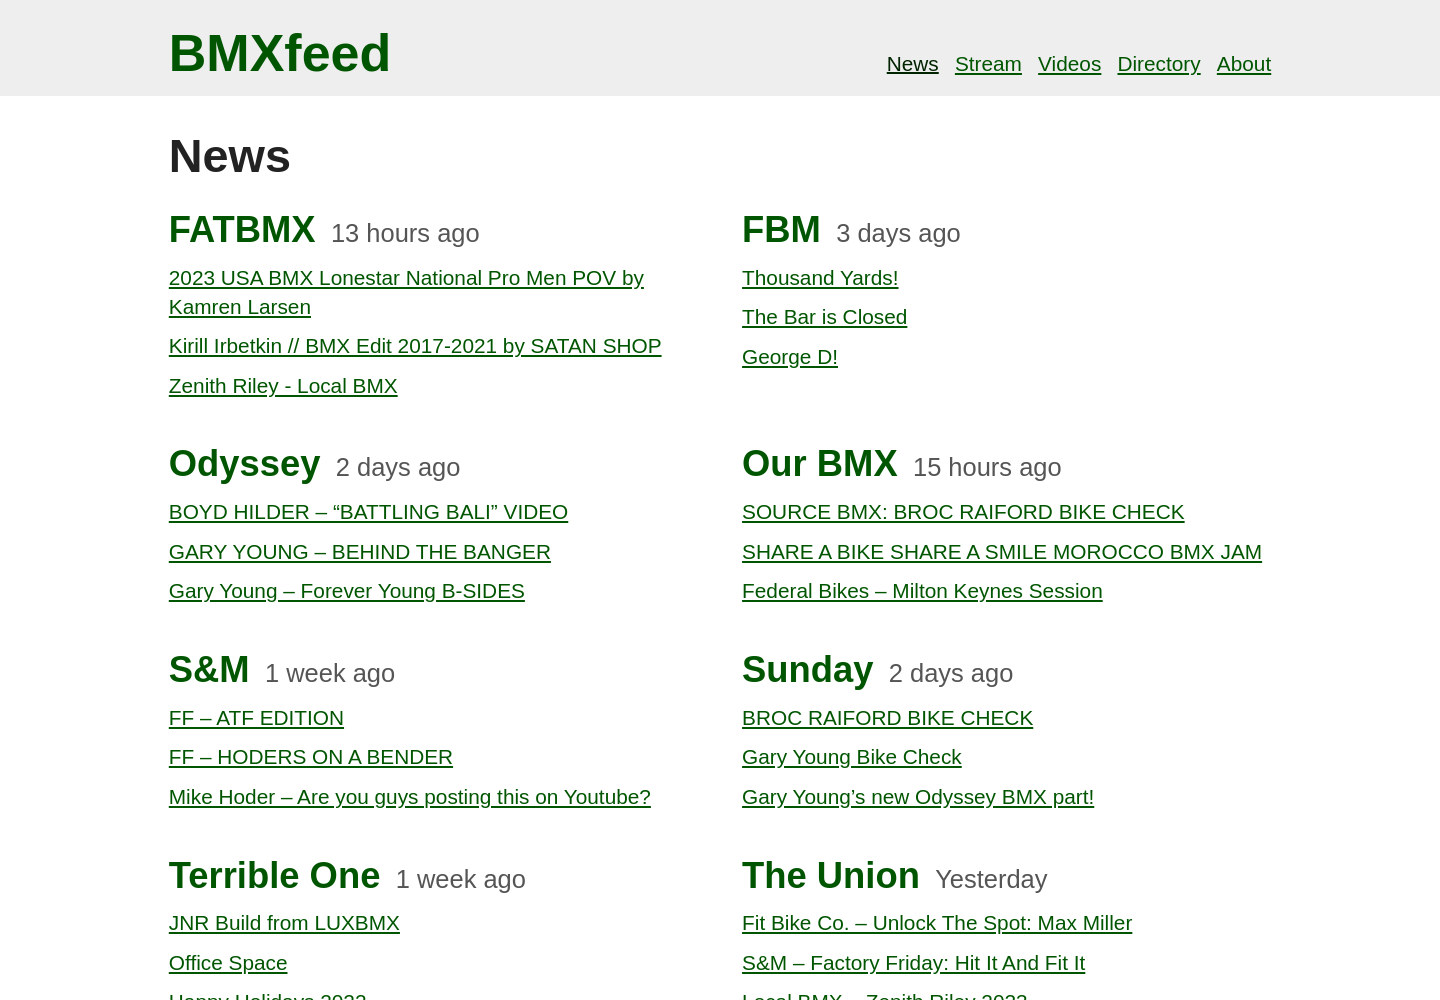 BMXfeed
News Stream Videos Directory About
News
FATBMX 13 hours ago
2023 USA BMX Lonestar National Pro Men POV by
Kamren Larsen
Kirill Irbetkin // BMX Edit 2017-2021 by SATAN SHOP
Zenith Riley - Local BMX
FBM 3 days ago
Thousand Yards!
The Bar is Closed
George D!
Odyssey 2 days ago
BOYD HILDER – “BATTLING BALI” VIDEO
GARY YOUNG – BEHIND THE BANGER
Gary Young – Forever Young B-SIDES
Our BMX 15 hours ago
SOURCE BMX: BROC RAIFORD BIKE CHECK
SHARE A BIKE SHARE A SMILE MOROCCO BMX JAM
Federal Bikes – Milton Keynes Session
S&M 1 week ago
FF – ATF EDITION
FF – HODERS ON A BENDER
Mike Hoder – Are you guys posting this on Youtube?
Sunday 2 days ago
BROC RAIFORD BIKE CHECK
Gary Young Bike Check
Gary Young’s new Odyssey BMX part!
Terrible One 1 week ago
JNR Build from LUXBMX
Office Space
Happy Holidays 2022
The Union Yesterday
Fit Bike Co. – Unlock The Spot: Max Miller
S&M – Factory Friday: Hit It And Fit It
Local BMX – Zenith Riley 2023